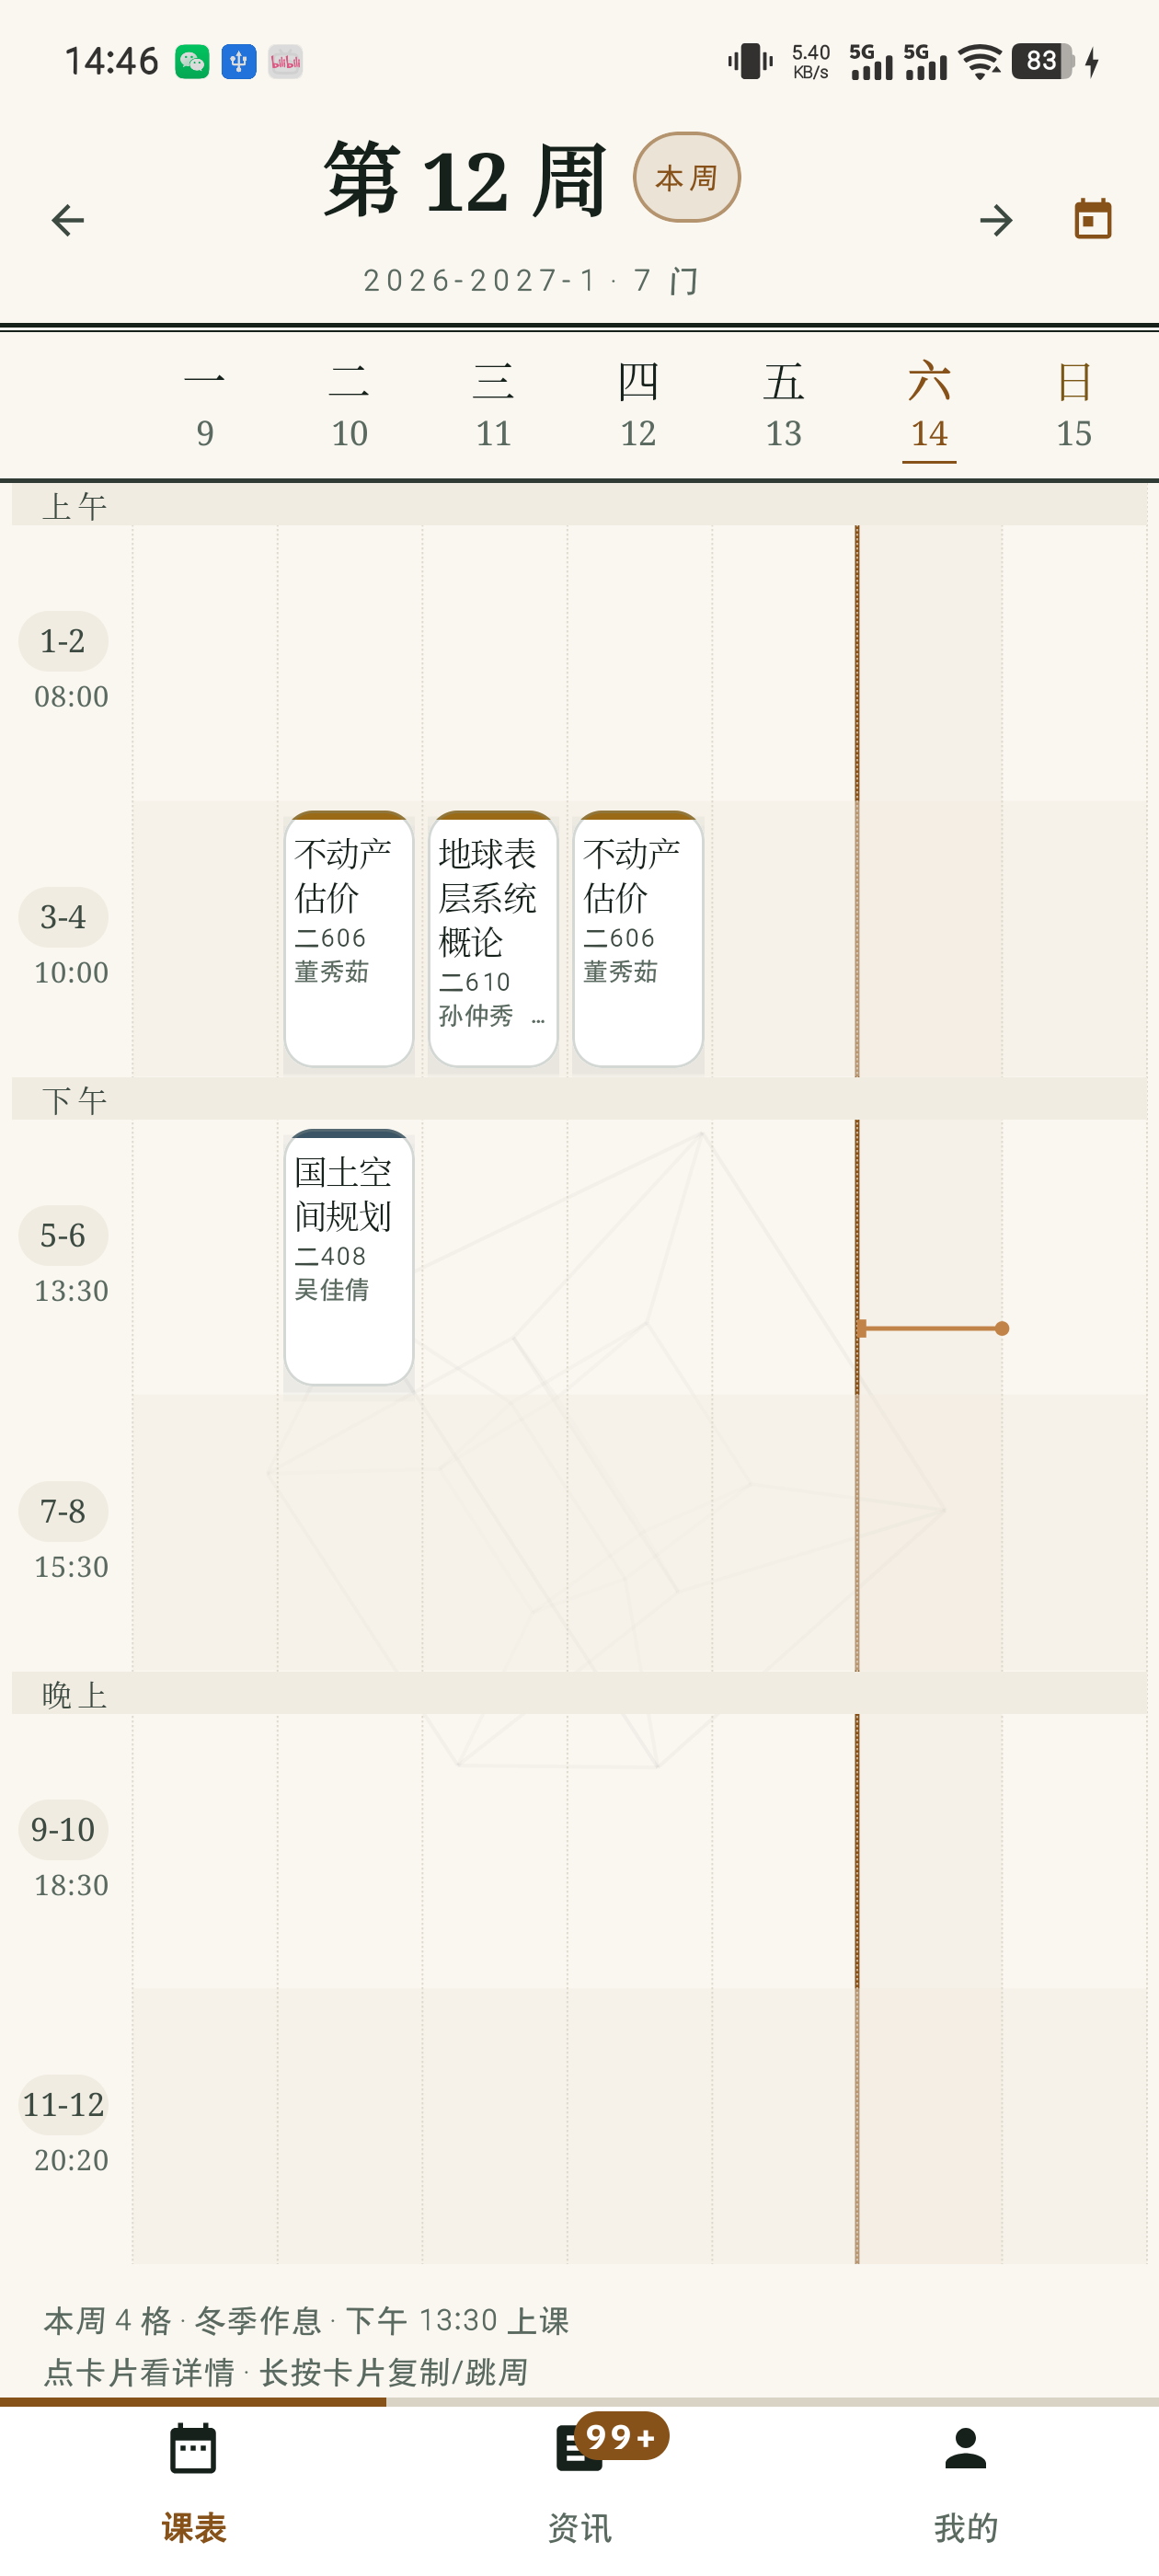 14:46
bilibili
5.40 KB/s
5G
5G
83
第 12 周
本周
2026-2027-1 · 7 门
一 二 三 四 五 六 日
9 10 11 12 13 14 15
上午
1-2
08:00
3-4
10:00
不动产
估价
二606
董秀茹
地球表
层系统
概论
二610
孙仲秀 …
不动产
估价
二606
董秀茹
下午
5-6
13:30
国土空
间规划
二408
吴佳倩
7-8
15:30
晚上
9-10
18:30
11-12
20:20
本周 4 格 · 冬季作息 · 下午 13:30 上课
点卡片看详情 · 长按卡片复制/跳周
99+
课表 资讯 我的